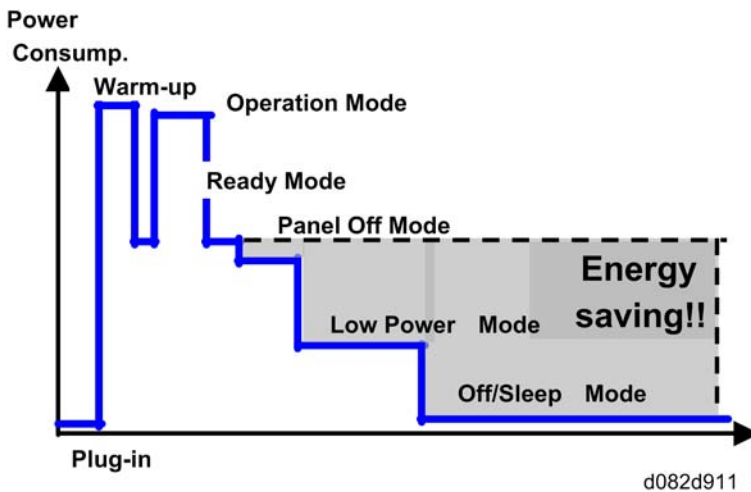 Power
Consump.
Warm-up
Operation Mode
Ready Mode
Panel Off Mode
Energy
saving!!
Low Power Mode
Off/Sleep Mode
Plug-in
d082d911